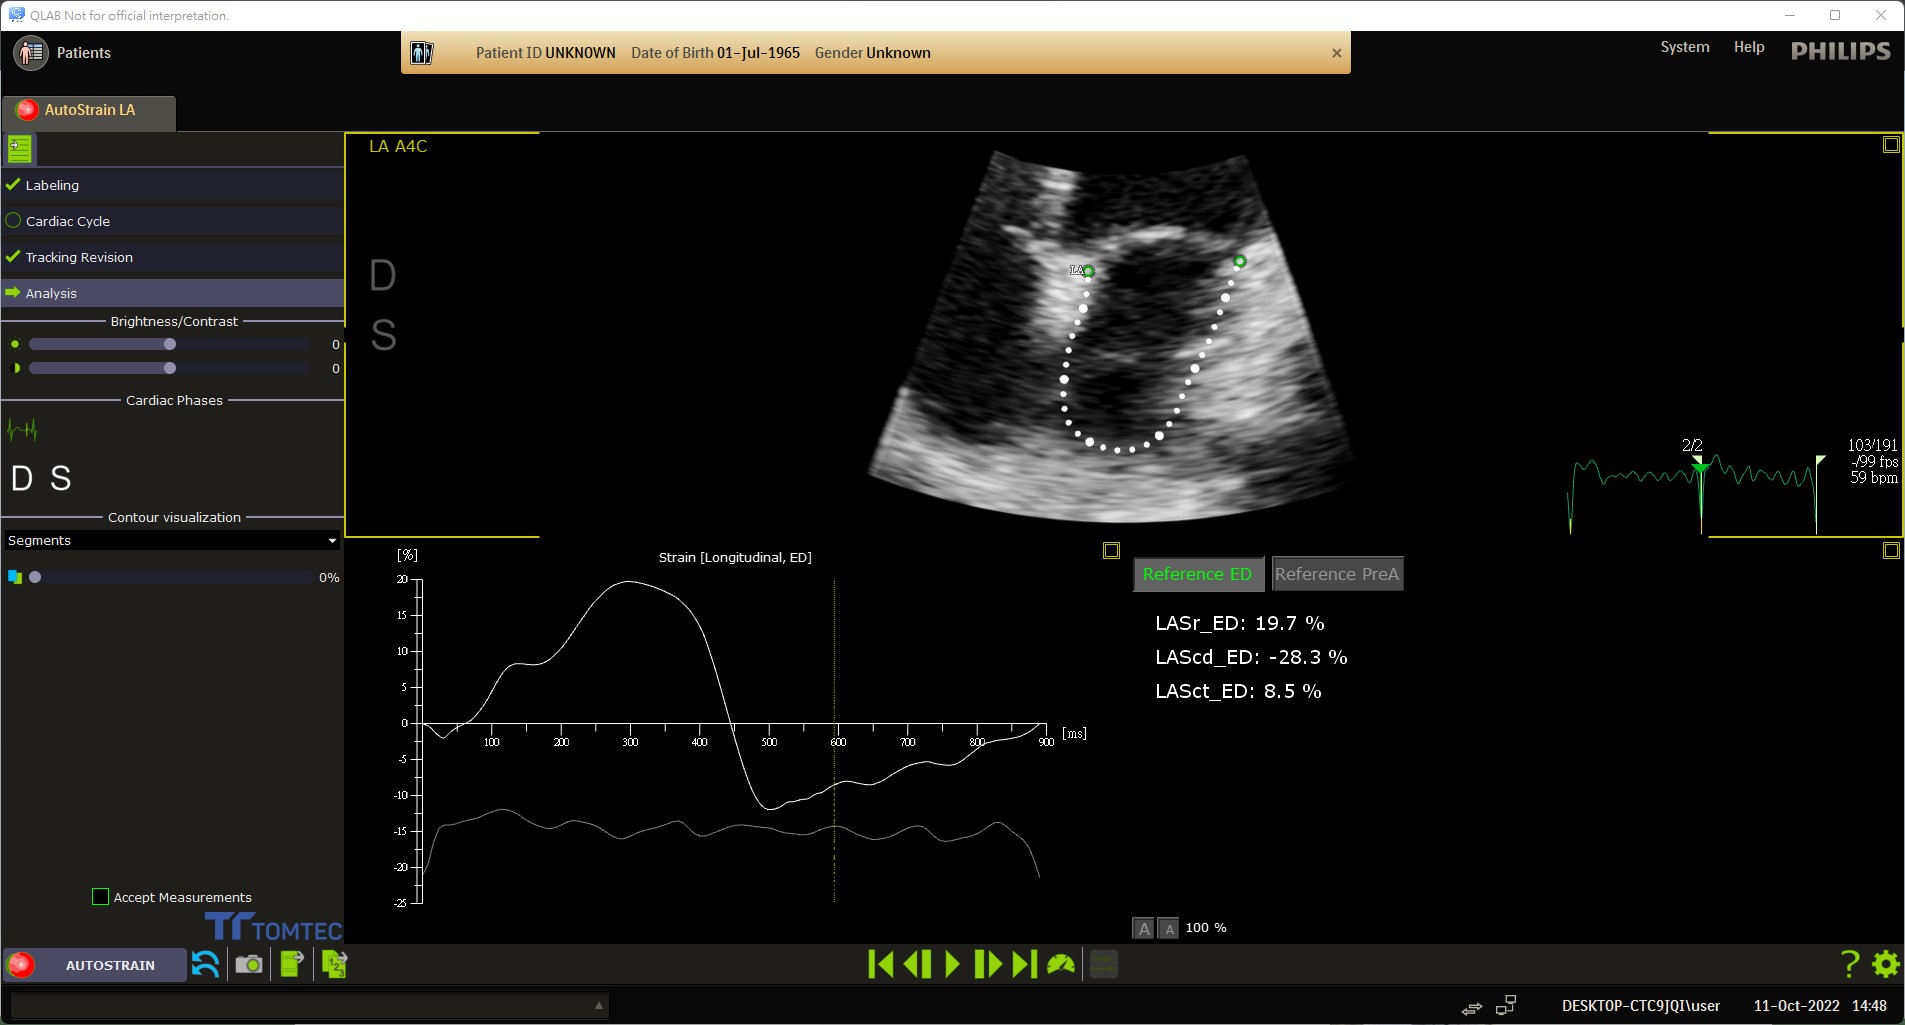 QLAB Not for official interpretation.
Patients
Patient ID UNKNOWN Date of Birth 01-Jul-1965 Gender Unknown
System Help PHILIPS
AutoStrain LA
Labeling
Cardiac Cycle
Tracking Revision
Analysis
Brightness/Contrast
0
0
Cardiac Phases
D S
Contour visualization
Segments
0%
Accept Measurements
TOMTEC
LA A4C
D
S
LA
2/2
103/191
-/99 fps
59 bpm
[%]
Strain [Longitudinal, ED]
20
15
10
5
0
-5
-10
-15
-20
-25
100 200 300 400 500 600 700 800 900 [ms]
Reference ED Reference PreA
LASr_ED: 19.7 %
LAScd_ED: -28.3 %
LASct_ED: 8.5 %
A A 100 %
AUTOSTRAIN
1 2 3
?
DESKTOP-CTC9JQI\user 11-Oct-2022 14:48